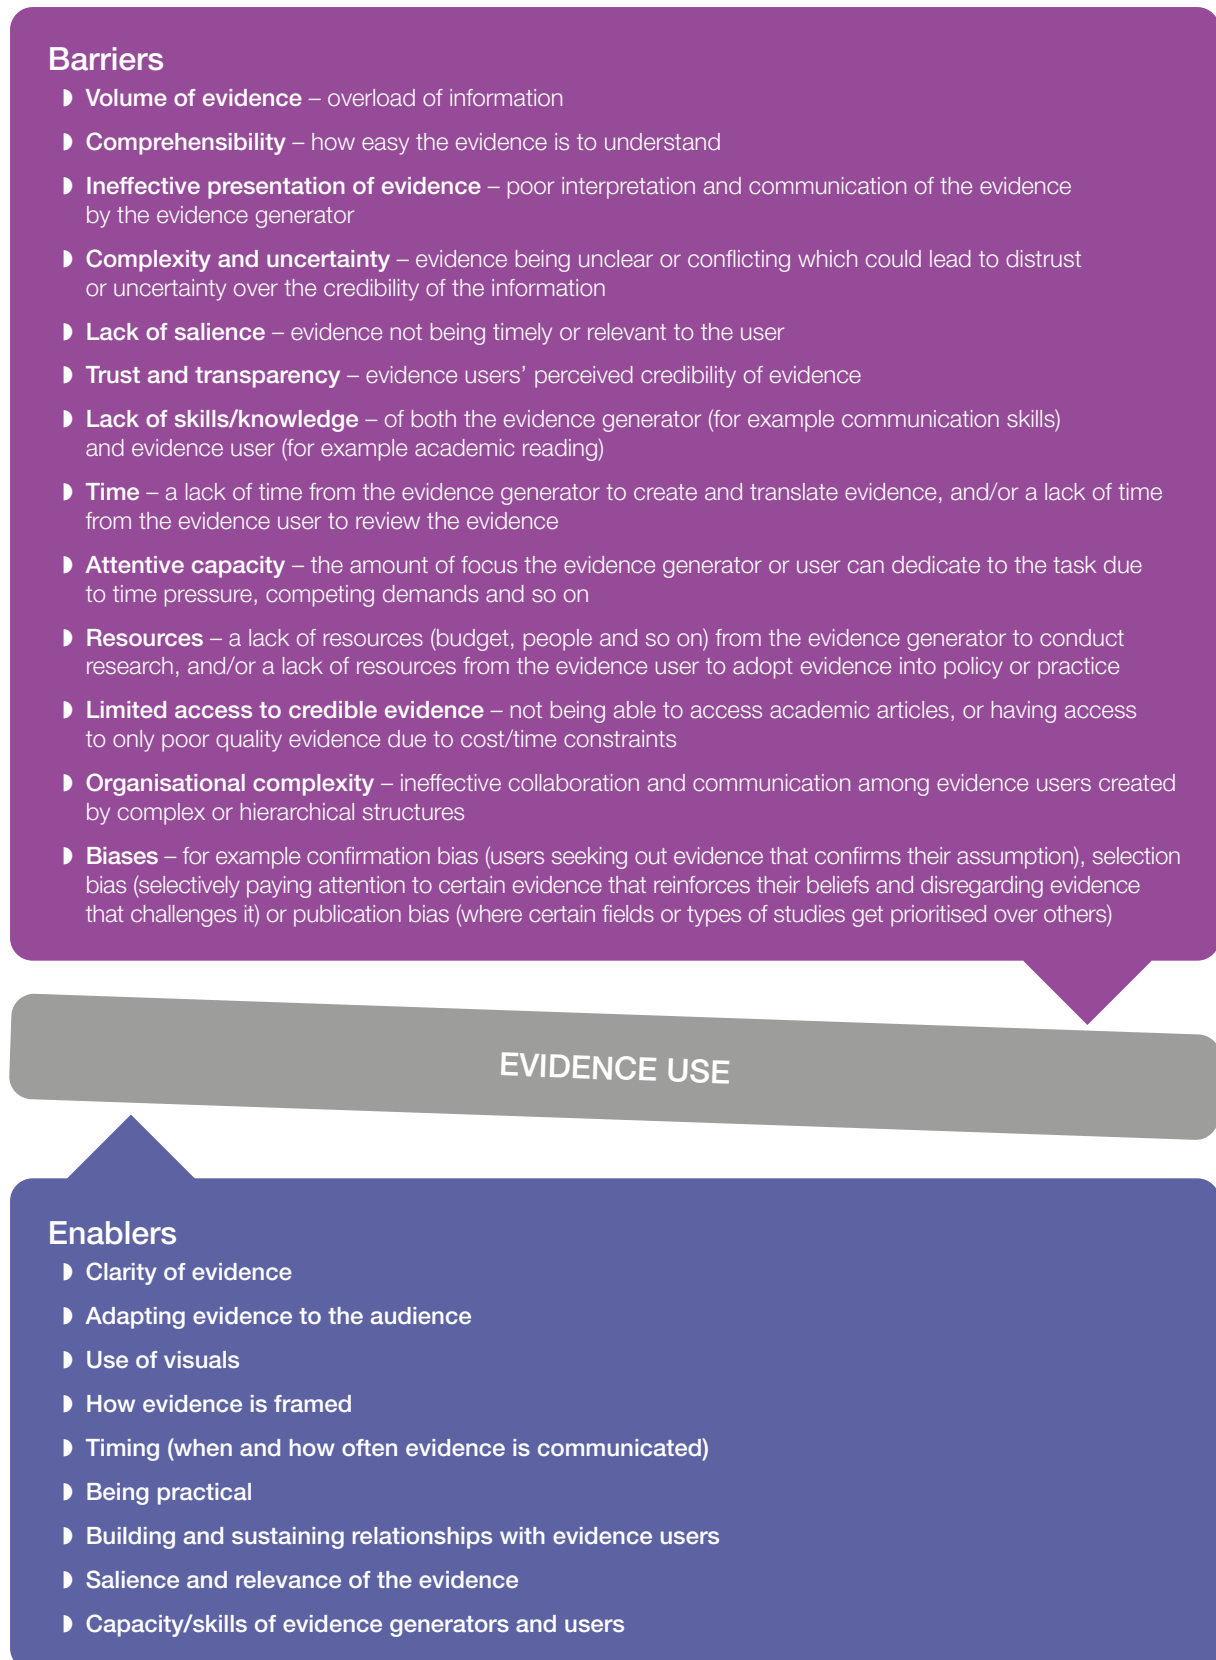 Barriers
Volume of evidence – overload of information
Comprehensibility – how easy the evidence is to understand
Ineffective presentation of evidence – poor interpretation and communication of the evidence
by the evidence generator
Complexity and uncertainty – evidence being unclear or conflicting which could lead to distrust
or uncertainty over the credibility of the information
Lack of salience – evidence not being timely or relevant to the user
Trust and transparency – evidence users’ perceived credibility of evidence
Lack of skills/knowledge – of both the evidence generator (for example communication skills)
and evidence user (for example academic reading)
Time – a lack of time from the evidence generator to create and translate evidence, and/or a lack of time
from the evidence user to review the evidence
Attentive capacity – the amount of focus the evidence generator or user can dedicate to the task due
to time pressure, competing demands and so on
Resources – a lack of resources (budget, people and so on) from the evidence generator to conduct
research, and/or a lack of resources from the evidence user to adopt evidence into policy or practice
Limited access to credible evidence – not being able to access academic articles, or having access
to only poor quality evidence due to cost/time constraints
Organisational complexity – ineffective collaboration and communication among evidence users created
by complex or hierarchical structures
Biases – for example confirmation bias (users seeking out evidence that confirms their assumption), selection
bias (selectively paying attention to certain evidence that reinforces their beliefs and disregarding evidence
that challenges it) or publication bias (where certain fields or types of studies get prioritised over others)
EVIDENCE USE
Enablers
Clarity of evidence
Adapting evidence to the audience
Use of visuals
How evidence is framed
Timing (when and how often evidence is communicated)
Being practical
Building and sustaining relationships with evidence users
Salience and relevance of the evidence
Capacity/skills of evidence generators and users